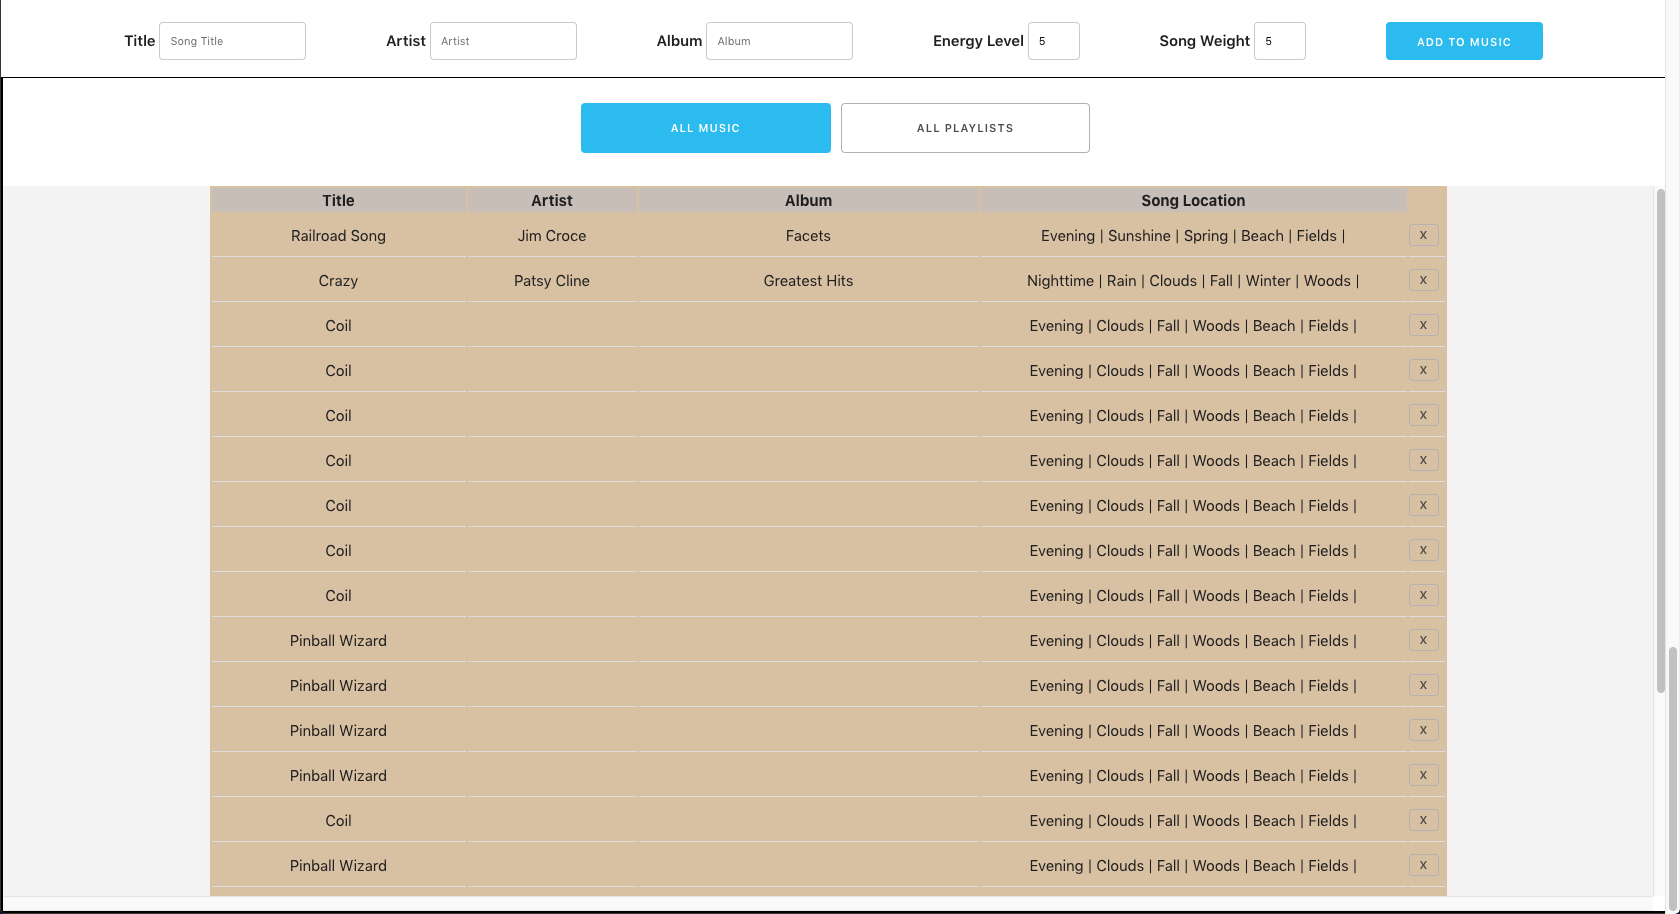 Title Song Title Artist Artist Album Album Energy Level 5 Song Weight 5 ADD TO MUSIC
ALL MUSIC ALL PLAYLISTS
Title Artist Album Song Location
Railroad Song Jim Croce Facets Evening | Sunshine | Spring | Beach | Fields | X
Crazy Patsy Cline Greatest Hits Nighttime | Rain | Clouds | Fall | Winter | Woods | X
Coil Evening | Clouds | Fall | Woods | Beach | Fields | X
Coil Evening | Clouds | Fall | Woods | Beach | Fields | X
Coil Evening | Clouds | Fall | Woods | Beach | Fields | X
Coil Evening | Clouds | Fall | Woods | Beach | Fields | X
Coil Evening | Clouds | Fall | Woods | Beach | Fields | X
Coil Evening | Clouds | Fall | Woods | Beach | Fields | X
Coil Evening | Clouds | Fall | Woods | Beach | Fields | X
Pinball Wizard Evening | Clouds | Fall | Woods | Beach | Fields | X
Pinball Wizard Evening | Clouds | Fall | Woods | Beach | Fields | X
Pinball Wizard Evening | Clouds | Fall | Woods | Beach | Fields | X
Pinball Wizard Evening | Clouds | Fall | Woods | Beach | Fields | X
Coil Evening | Clouds | Fall | Woods | Beach | Fields | X
Pinball Wizard Evening | Clouds | Fall | Woods | Beach | Fields | X